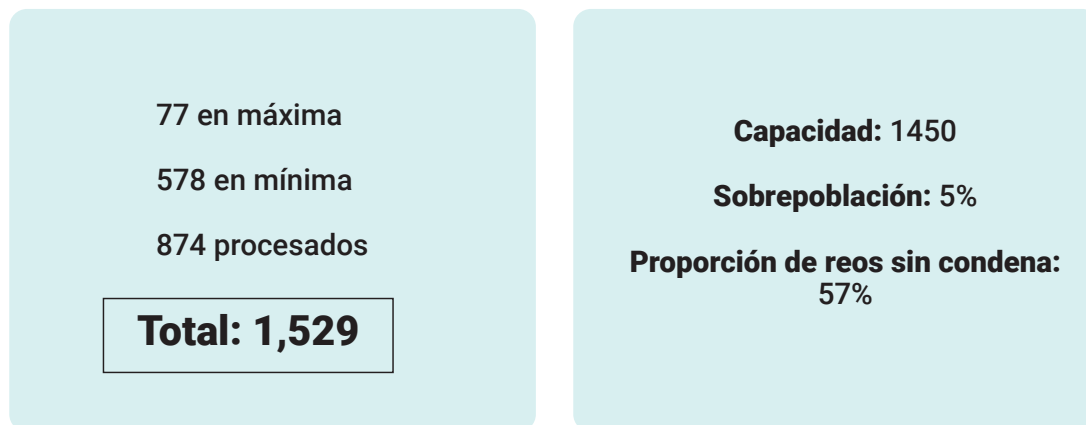 77 en máxima
578 en mínima
874 procesados
Total: 1,529
Capacidad: 1450
Sobrepoblación: 5%
Proporción de reos sin condena:
57%